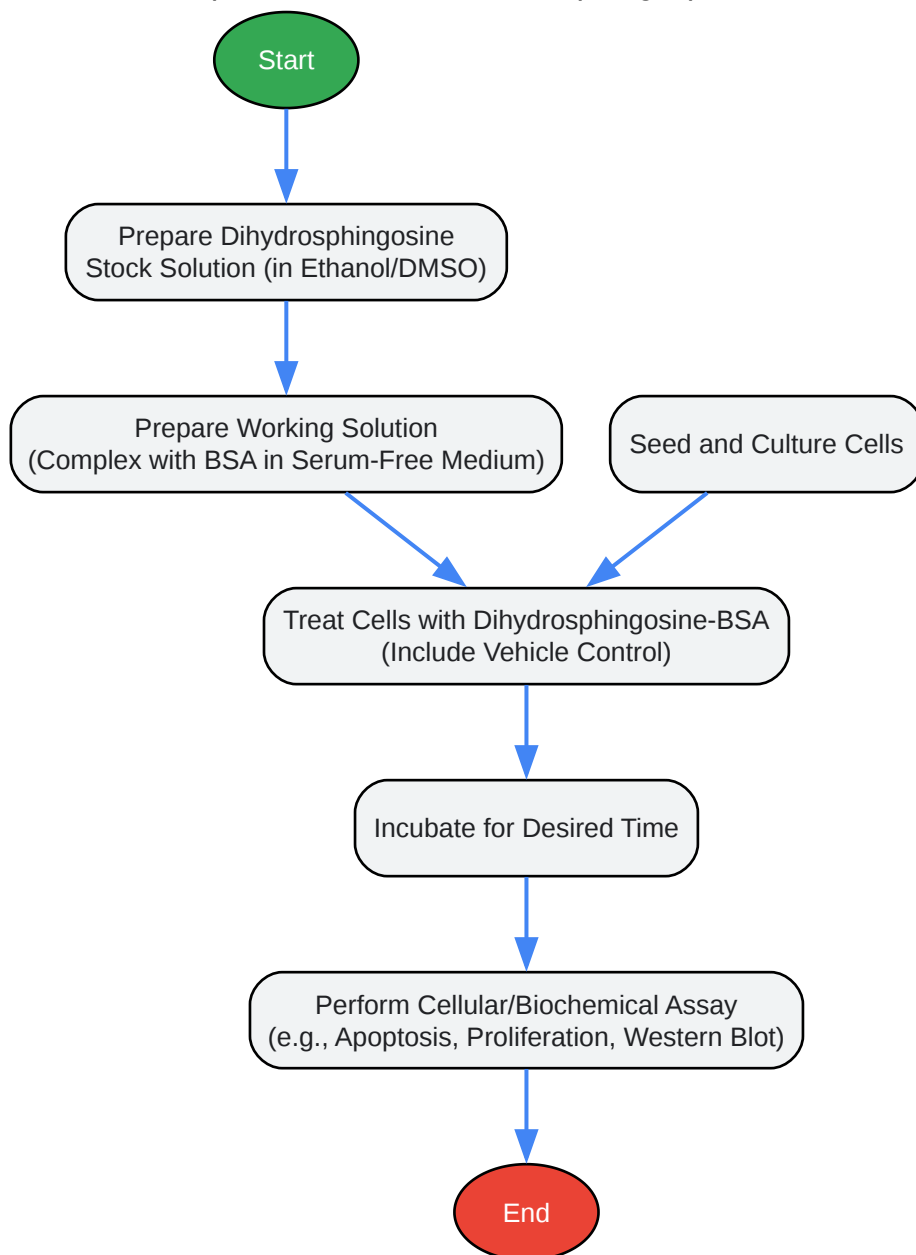 Start
Prepare Dihydrosphingosine
Stock Solution (in Ethanol/DMSO)
Prepare Working Solution
(Complex with BSA in Serum-Free Medium)
Seed and Culture Cells
Treat Cells with Dihydrosphingosine-BSA
(Include Vehicle Control)
Incubate for Desired Time
Perform Cellular/Biochemical Assay
(e.g., Apoptosis, Proliferation, Western Blot)
End